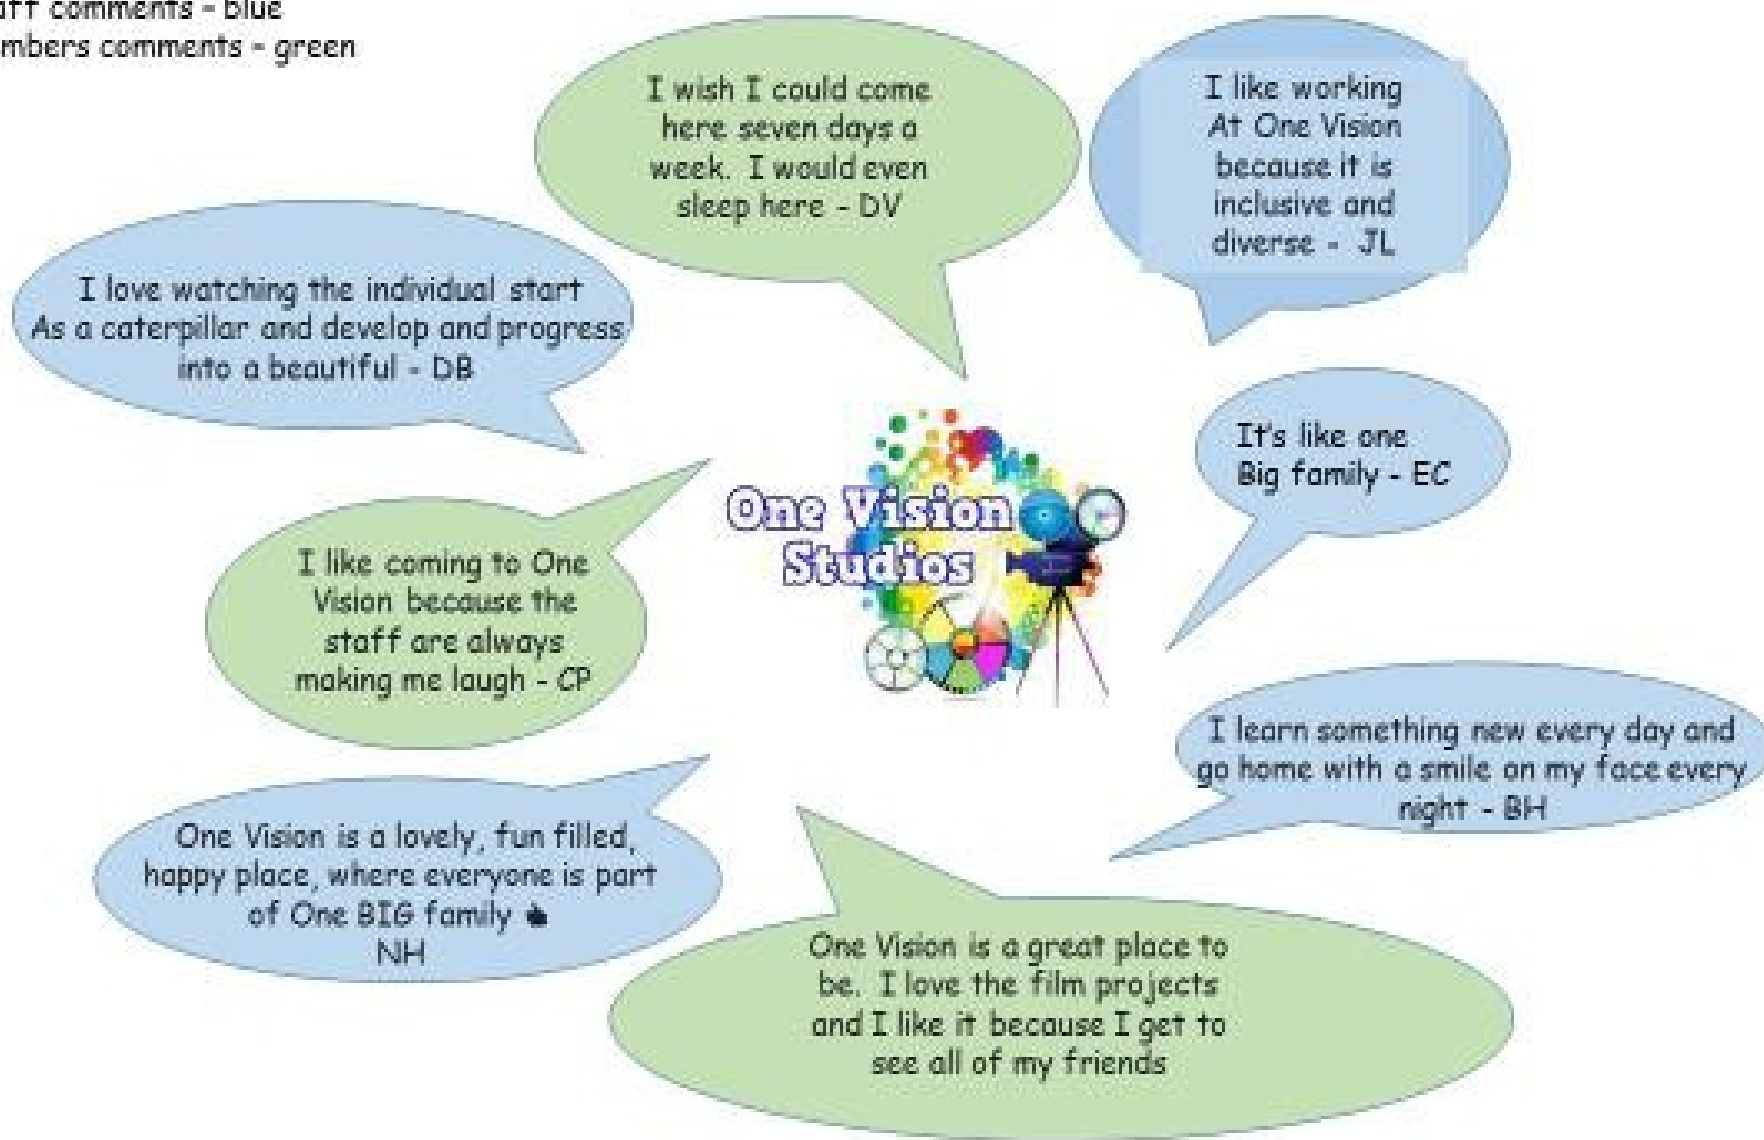 aff comments - blue
mbers comments - green
I wish I could come
here seven days a
week. I would even
sleep here - DV
I like working
At One Vision
because it is
inclusive and
diverse - JL
I love watching the individual start
As a caterpillar and develop and progress
into a beautiful - DB
It's like one
Big family - EC
One Vision
Studios
I like coming to One
Vision because the
staff are always
making me laugh - CP
I learn something new every day and
go home with a smile on my face every
night - BH
One Vision is a lovely, fun filled,
happy place, where everyone is part
of One BIG family
NH
One Vision is a great place to
be. I love the film projects
and I like it because I get to
see all of my friends